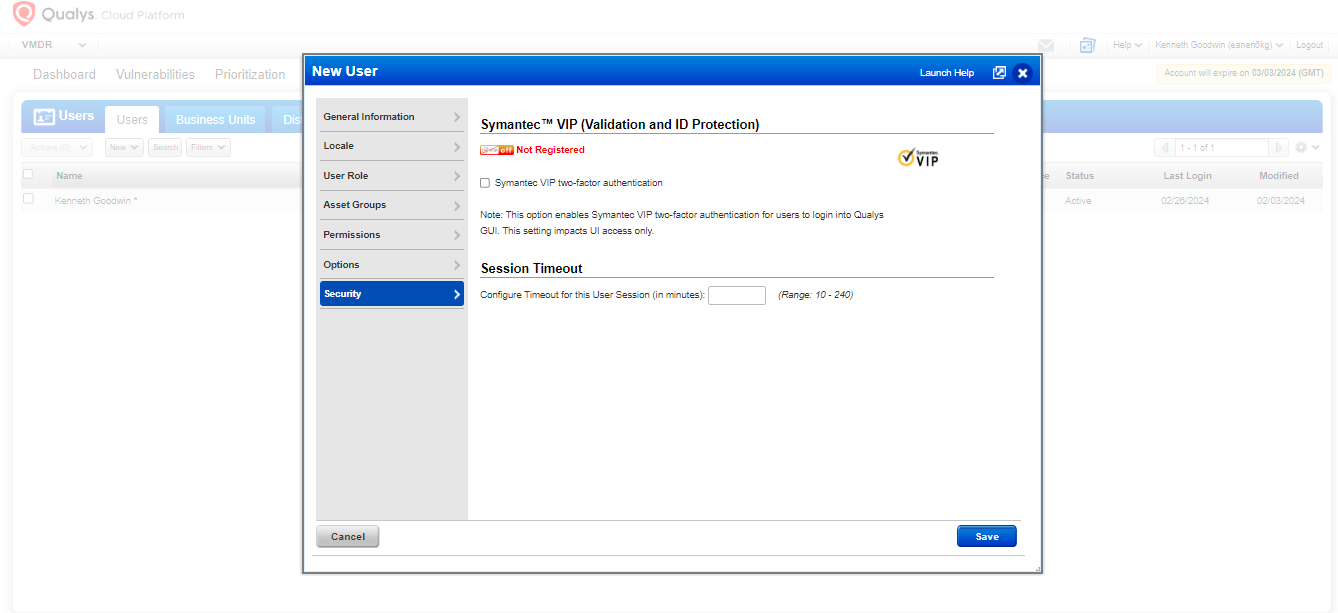 Qualys. Cloud Platform
VMDR
Help
Kenneth Goodwin (eanen6kg)
Logout
Dashboard
Vulnerabilities
Prioritization
Account will expire on 03/03/2024 (GMT)
New User
Launch Help
Users
Users
Business Units
Actions (0)
New
Search
Filters
1 - 1 of 1
Name
Status
Last Login
Modified
Kenneth Goodwin *
Active
02/26/2024
02/03/2024
General Information
Locale
User Role
Asset Groups
Permissions
Options
Security
Symantec™ VIP (Validation and ID Protection)
off Not Registered
Symantec VIP
Symantec VIP two-factor authentication
Note: This option enables Symantec VIP two-factor authentication for users to login into Qualys
GUI. This setting impacts UI access only.
Session Timeout
Configure Timeout for this User Session (in minutes):
(Range: 10 - 240)
Cancel
Save